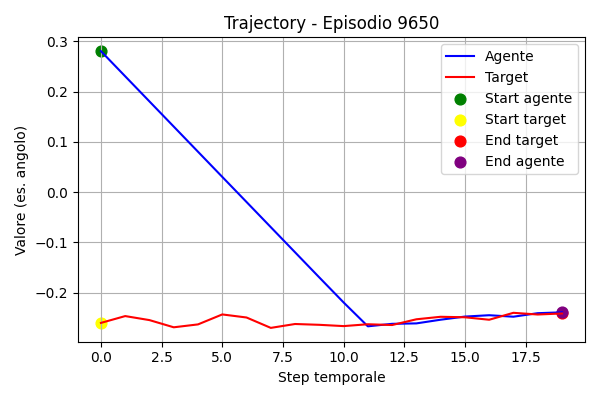 Trajectory - Episodio 9650
Valore (es. angolo)
0.3
0.2
0.1
0.0
−0.1
−0.2
Agente
Target
Start agente
Start target
End target
End agente
0.0 2.5 5.0 7.5 10.0 12.5 15.0 17.5
Step temporale